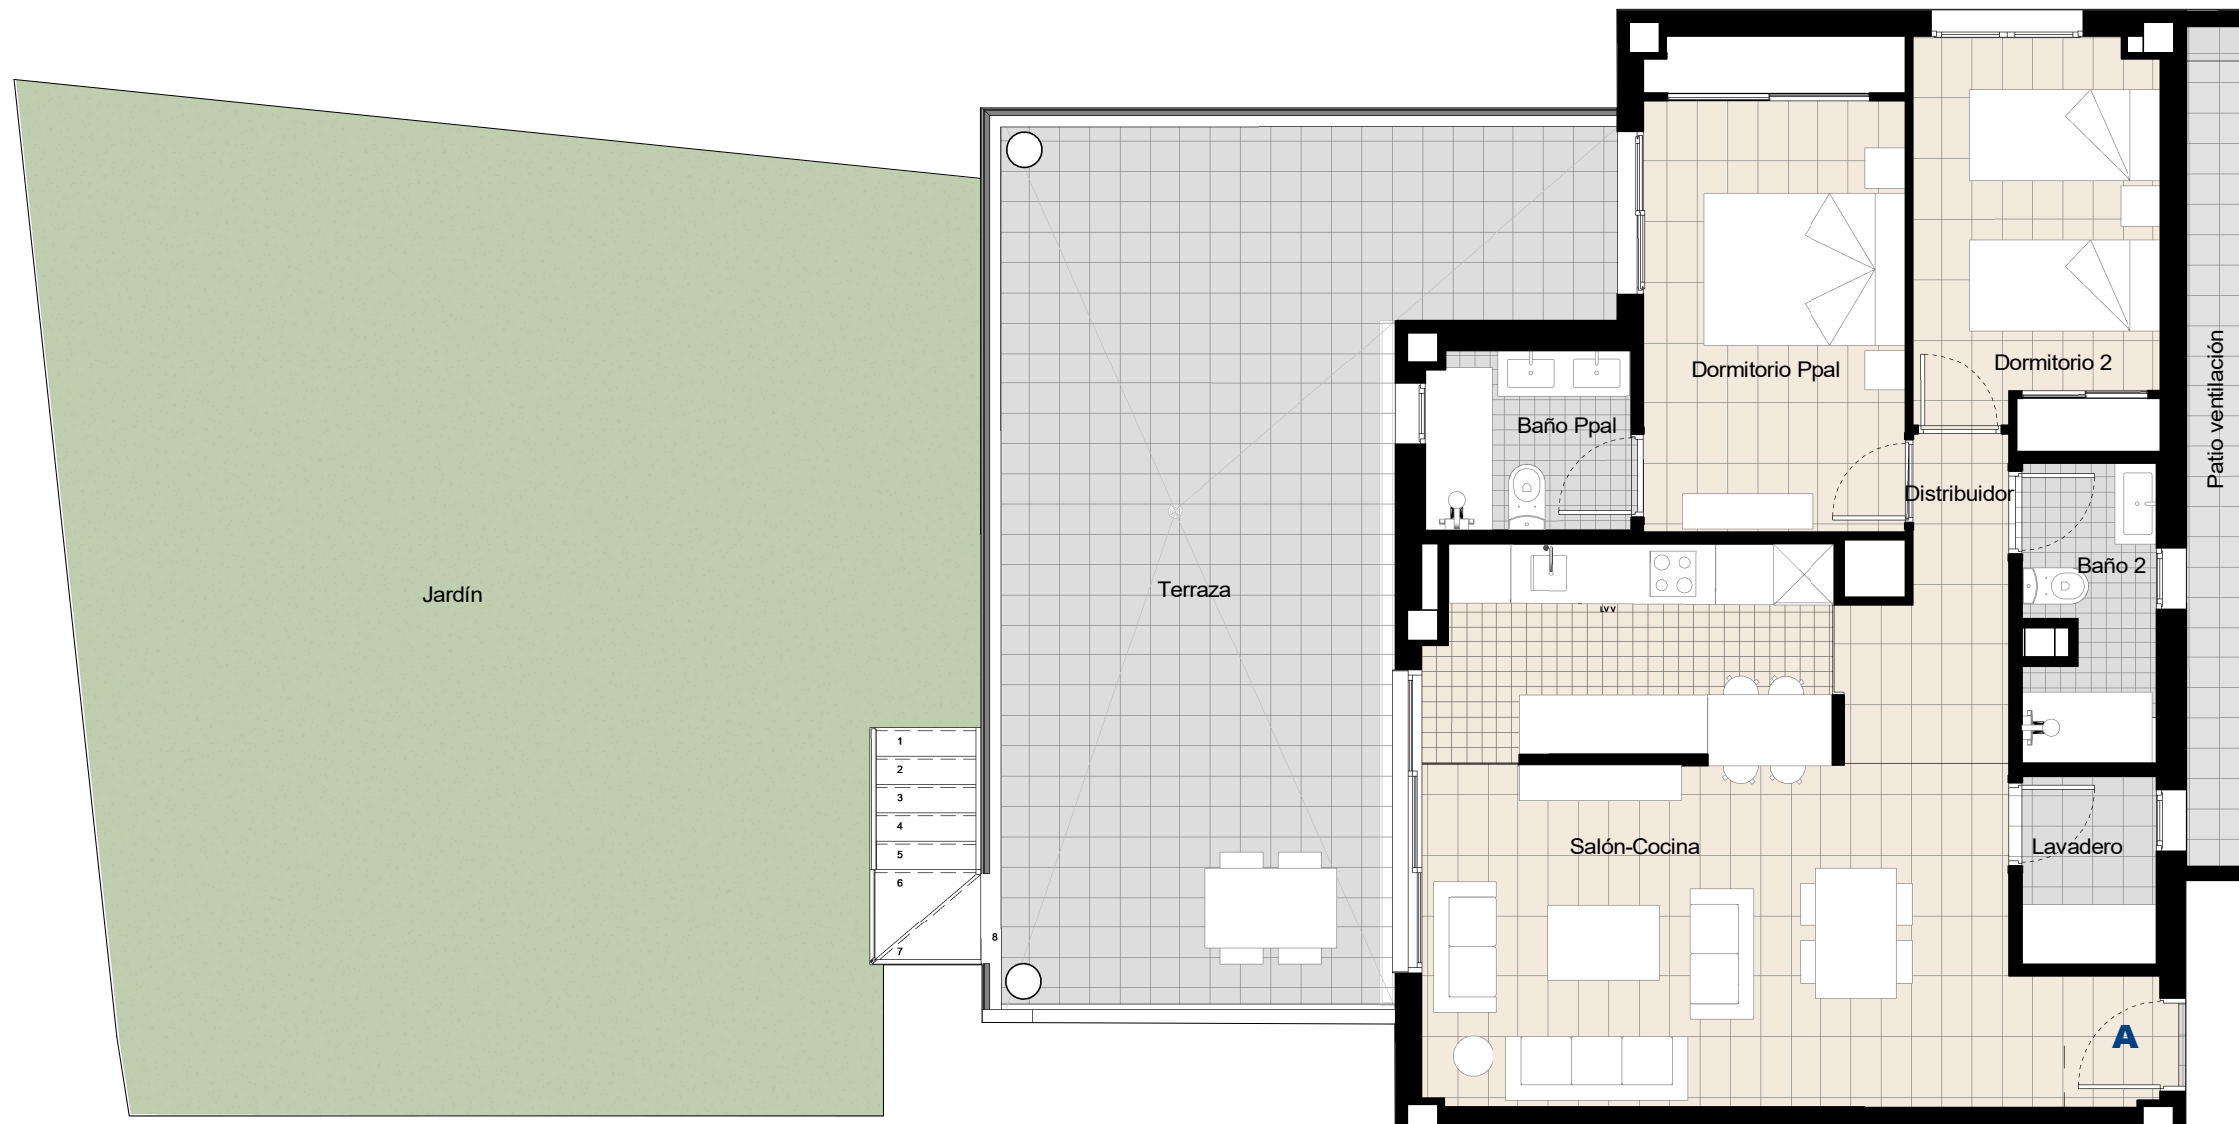 Dormitorio Ppal
Dormitorio 2
Patio ventilación
Baño Ppal
Distribuidor
Baño 2
Jardín
Terraza
LVV
1
2
3
4
5
6
7
8
Salón-Cocina
Lavadero
A